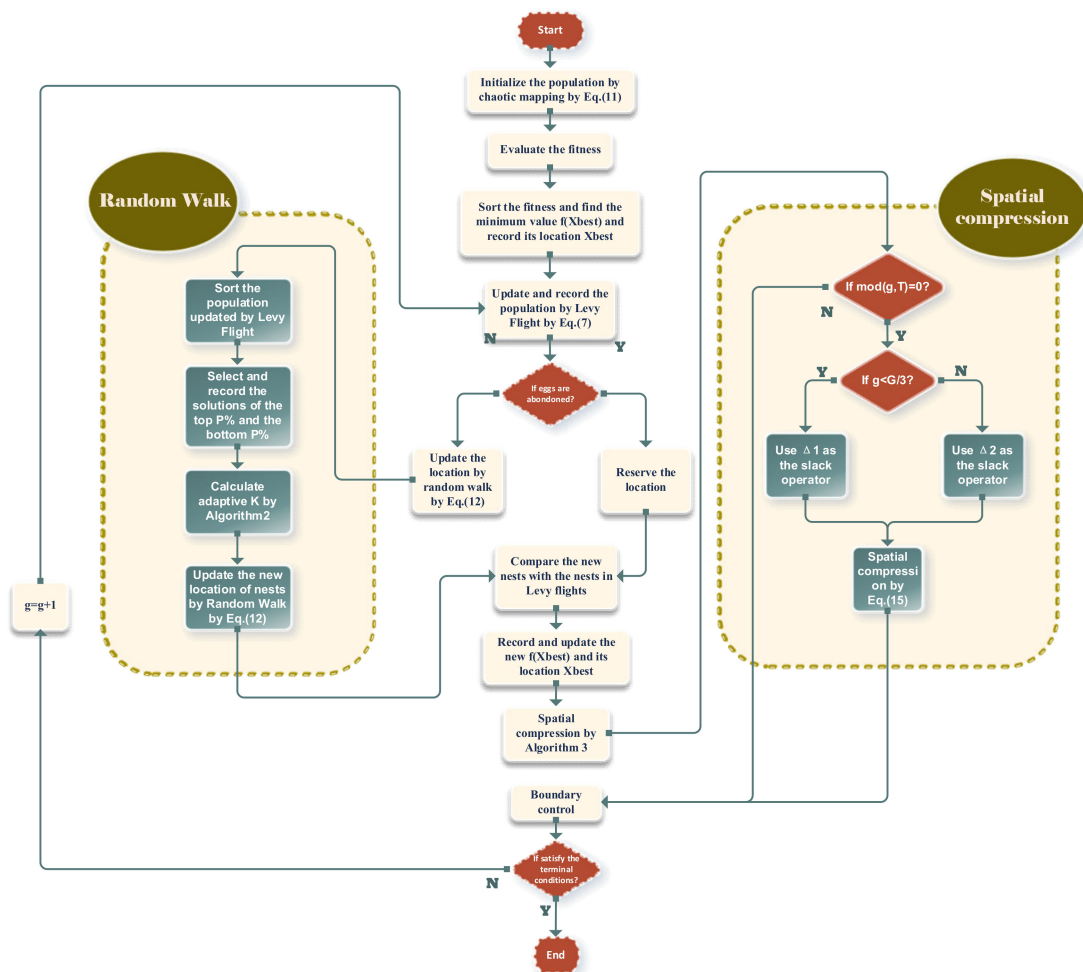 Start
Initialize the population by
chaotic mapping by Eq.(11)
Evaluate the fitness
Sort the fitness and find the
minimum value f(Xbest) and
record its location Xbest
Update and record the
population by Levy
Flight by Eq.(7)
N
Y
If eggs are
abandoned?
Update the
location by
random walk
by Eq.(12)
Reserve the
location
Random Walk
Sort the
population
updated by Levy
Flight
Select and
record the
solutions of the
top P% and the
bottom P%
Calculate
adaptive K by
Algorithm2
Update the new
location of nests
by Random Walk
by Eq.(12)
g=g+1
Compare the new
nests with the nests in
Levy flights
Record and update the
new f(Xbest) and its
location Xbest
Spatial
compression by
Algorithm 3
Spatial
compression
If mod(g,T)=0?
N
Y
If g<G/3?
Y
N
Use Δ1 as
the slack
operator
Use Δ2 as
the slack
operator
Spatial
compressi
on by
Eq.(15)
Boundary
control
If satisfy the
terminal
conditions?
N
Y
End